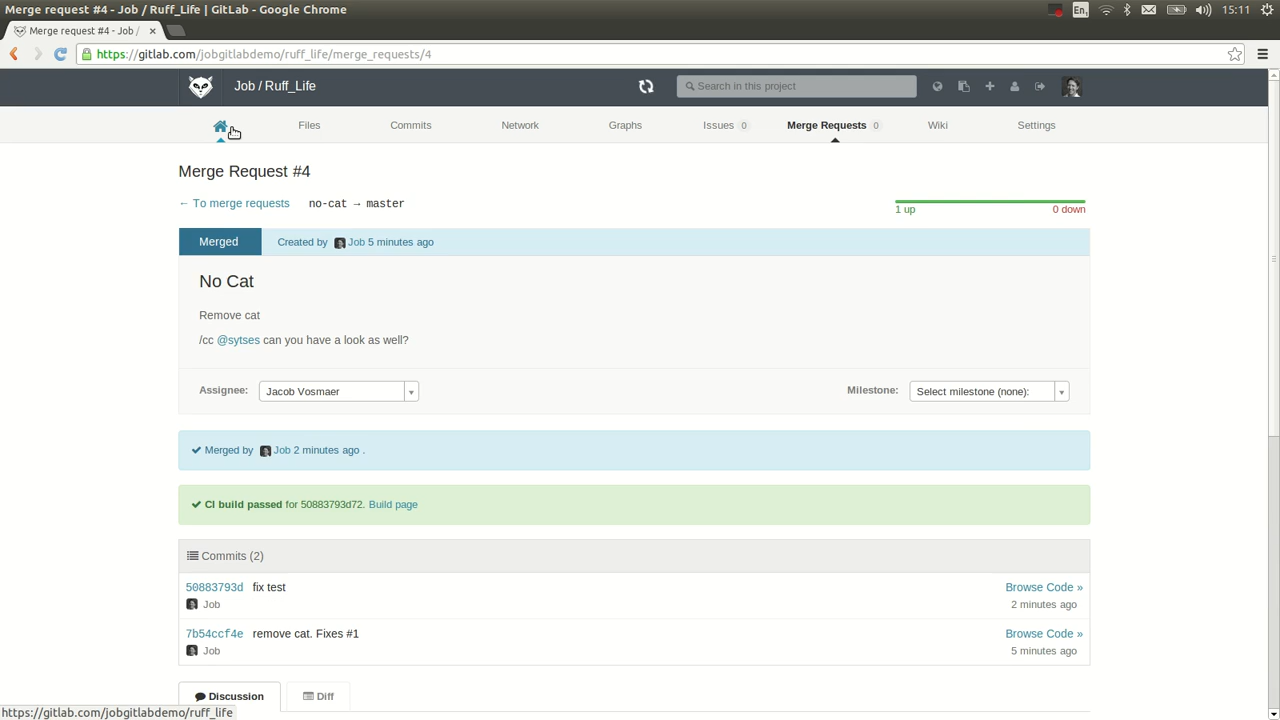 Merge request #4 - Job / Ruff_Life | GitLab - Google Chrome
En 15:11
Merge request #4 - Job /
https://gitlab.com/jobgitlabdemo/ruff_life/merge_requests/4
Job / Ruff_Life Search in this project
Files Commits Network Graphs Issues 0 Merge Requests 0 Wiki Settings
Merge Request #4
← To merge requests no-cat → master
1 up 0 down
Merged Created by Job 5 minutes ago
No Cat
Remove cat
/cc @sytses can you have a look as well?
Assignee: Jacob Vosmaer Milestone: Select milestone (none):
Merged by Job 2 minutes ago .
CI build passed for 50883793d72. Build page
Commits (2)
50883793d fix test Browse Code »
Job 2 minutes ago
7b54ccf4e remove cat. Fixes #1 Browse Code »
Job 5 minutes ago
Discussion Diff
https://gitlab.com/jobgitlabdemo/ruff_life